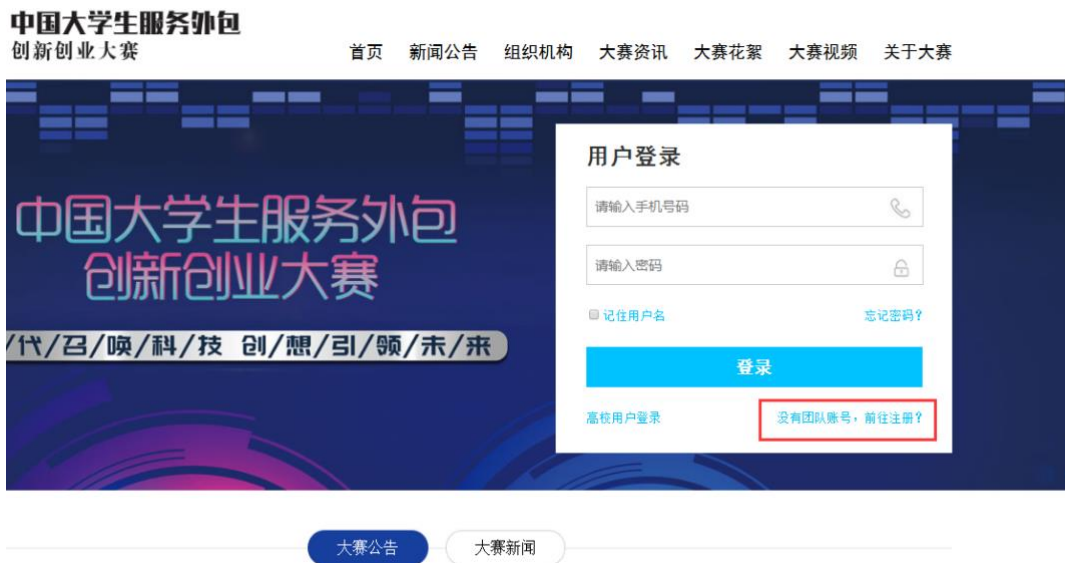 中国大学生服务外包
创新创业大赛
首页 新闻公告 组织机构 大赛资讯 大赛花絮 大赛视频 关于大赛
中国大学生服务外包
创新创业大赛
/代/召/唤/科/技 创/想/引/领/未/来
用户登录
请输入手机号码
请输入密码
记住用户名 忘记密码?
登录
高校用户登录 没有团队账号，前往注册?
大赛公告 大赛新闻